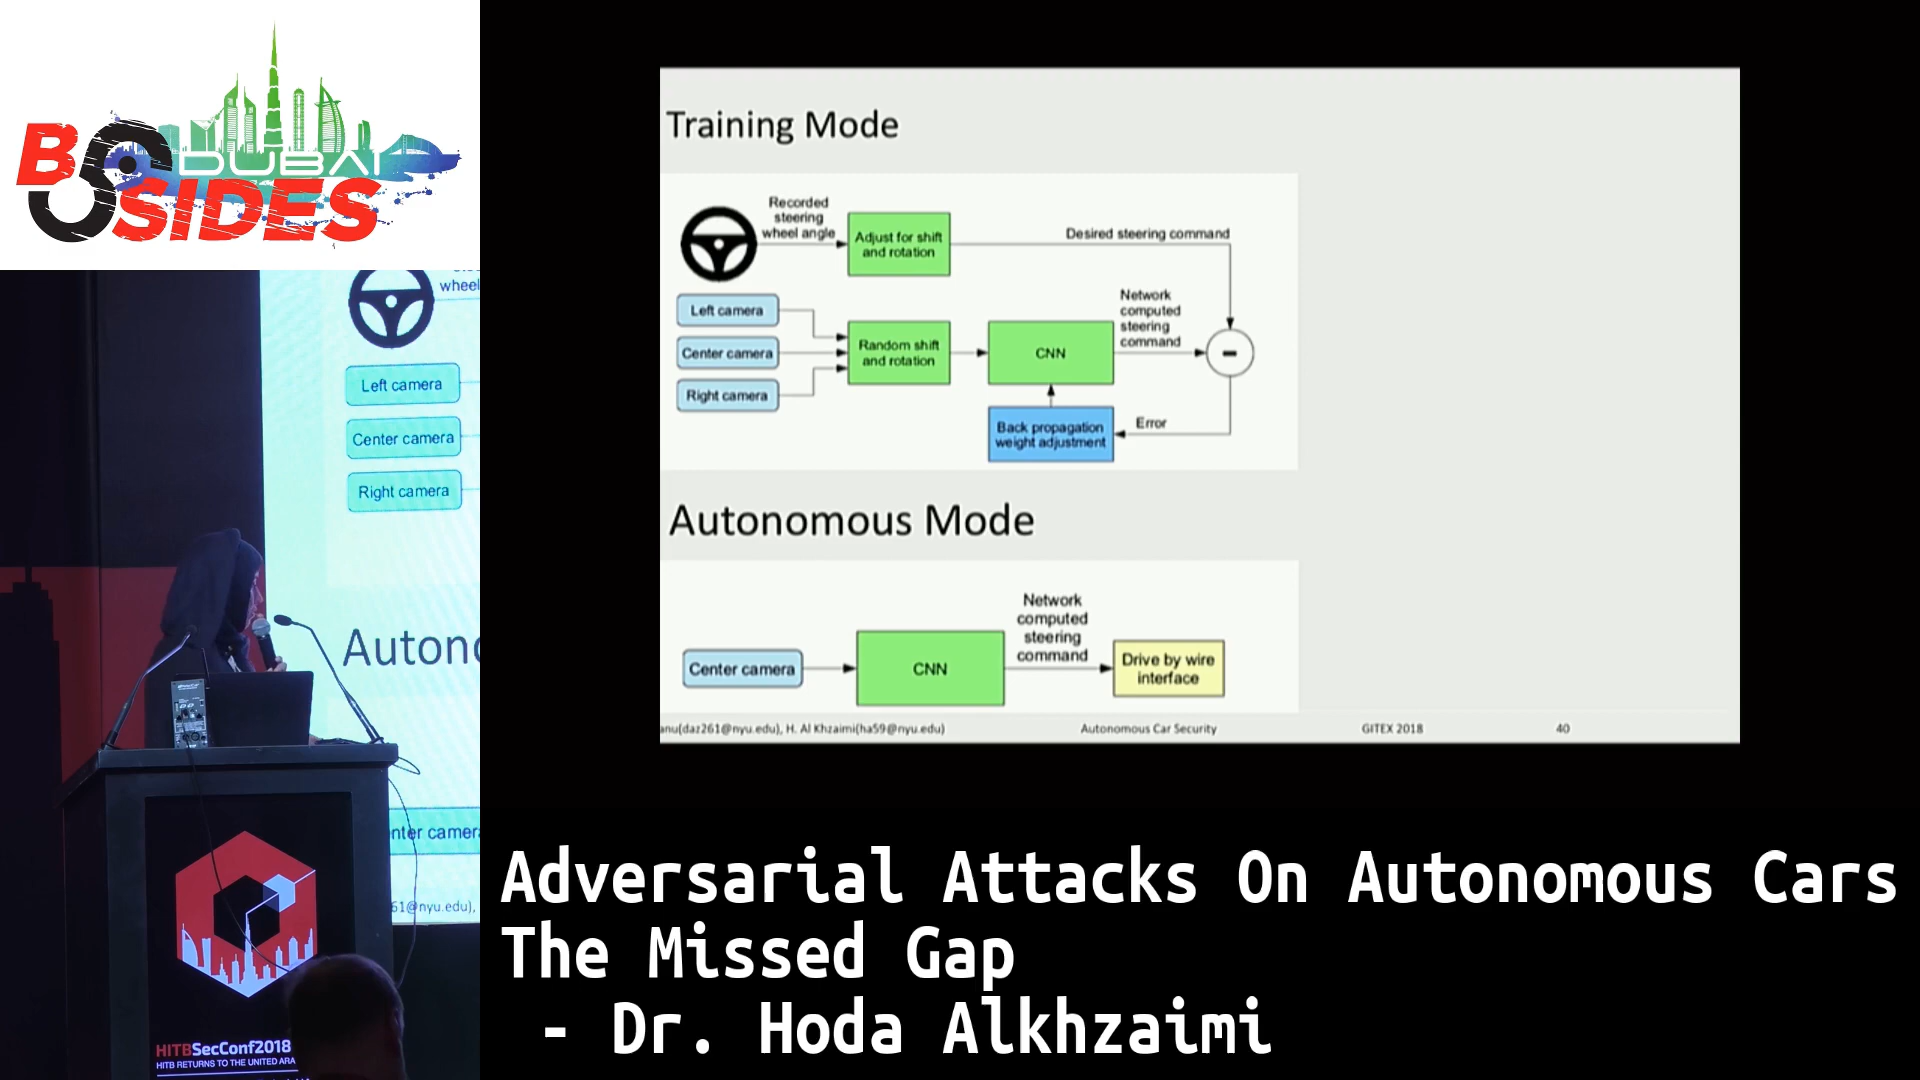 BSIDES
DUBAI
Training Mode
Recorded
steering
wheel angle
Adjust for shift
and rotation
Desired steering command
Left camera
Center camera
Right camera
Random shift
and rotation
CNN
Network
computed
steering
command
-
Back propagation
weight adjustment
Error
Autonomous Mode
Center camera
CNN
Network
computed
steering
command
Drive by wire
interface
anu(daz261@nyu.edu), H. Al Khzaimi(ha59@nyu.edu)
Autonomous Car Security
GITEX 2018
40
wheel
Left camera
Center camera
Right camera
Autono
nter camera
61@nyu.edu),
HITBSecConf2018
HITB RETURNS TO THE UNITED ARA
Adversarial Attacks On Autonomous Cars
The Missed Gap
- Dr. Hoda Alkhzaimi